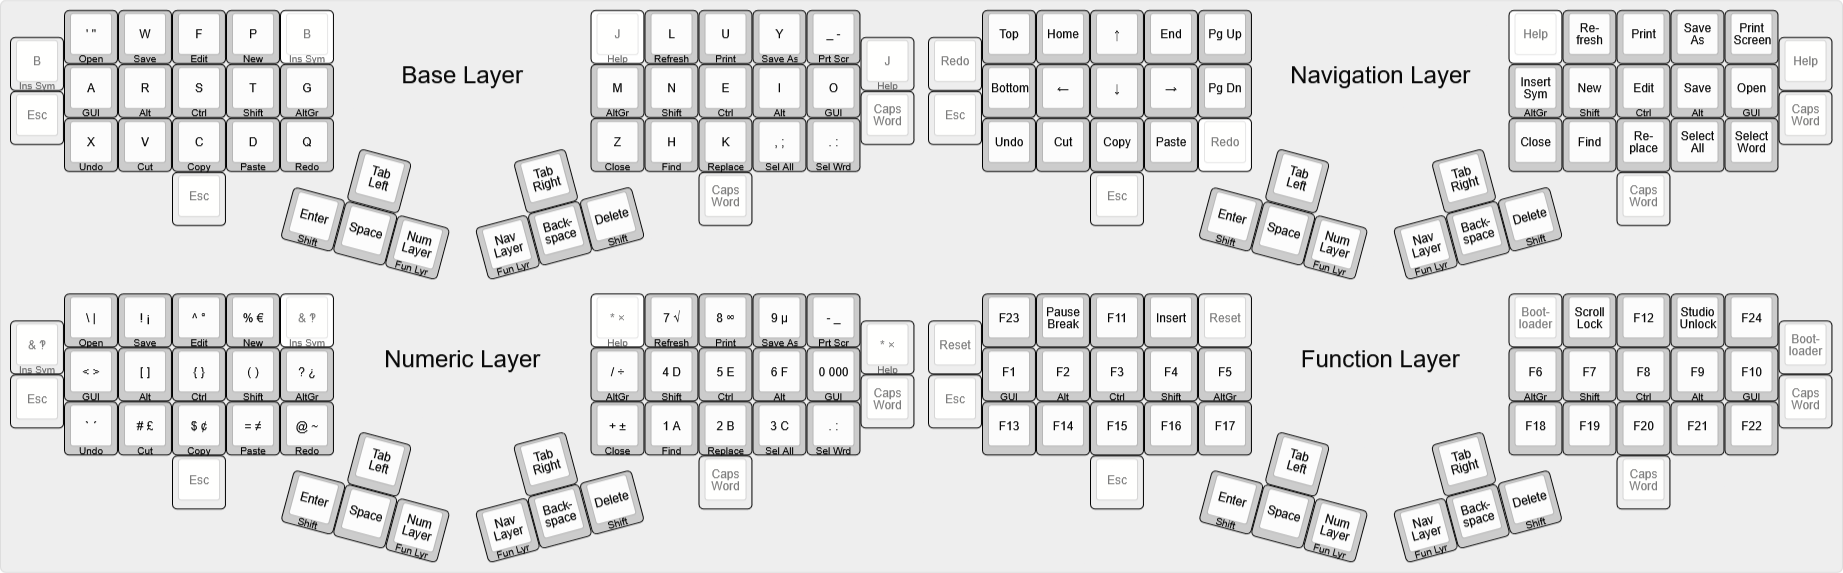 Base Layer
' " W F P B
Open Save Edit New Ins Sym
B
Ins Sym
A R S T G
GUI Alt Ctrl Shift AltGr
Esc
X V C D Q
Undo Cut Copy Paste Redo
Esc
Tab
Left
Enter
Shift
Space
Num
Layer
Fun Lyr
J L U Y _ -
Help Refresh Print Save As Prt Scr
J
Help
M N E I O
AltGr Shift Ctrl Alt GUI
Caps
Word
Z H K , ; . :
Close Find Replace Sel All Sel Wrd
Caps
Word
Tab
Right
Nav
Layer
Fun Lyr
Back-
space
Delete
Shift
Navigation Layer
Top Home ↑ End Pg Up
Redo
Bottom ← ↓ → Pg Dn
Esc
Undo Cut Copy Paste Redo
Esc
Tab
Left
Enter
Shift
Space
Num
Layer
Fun Lyr
Help Re- Print Save Print
fresh As Screen
Help
Insert New Edit Save Open
Sym
AltGr Shift Ctrl Alt GUI
Caps
Word
Close Find Re- Select Select
place All Word
Caps
Word
Tab
Right
Nav
Layer
Fun Lyr
Back-
space
Delete
Shift
Numeric Layer
\ | ! ¡ ^ ° % € & ‽
Open Save Edit New Ins Sym
& ‽
Ins Sym
< > [ ] { } ( ) ? ¿
GUI Alt Ctrl Shift AltGr
Esc
` ´ # £ $ ¢ = ≠ @ ~
Undo Cut Copy Paste Redo
Esc
Tab
Left
Enter
Shift
Space
Num
Layer
Fun Lyr
* × 7 √ 8 ∞ 9 µ - _
Help Refresh Print Save As Prt Scr
* ×
Help
/ ÷ 4 D 5 E 6 F 0 000
AltGr Shift Ctrl Alt GUI
Caps
Word
+ ± 1 A 2 B 3 C . :
Close Find Replace Sel All Sel Wrd
Caps
Word
Tab
Right
Nav
Layer
Fun Lyr
Back-
space
Delete
Shift
Function Layer
F23 Pause F11 Insert Reset
Break
Reset
F1 F2 F3 F4 F5
GUI Alt Ctrl Shift AltGr
Esc
F13 F14 F15 F16 F17
Esc
Tab
Left
Enter
Shift
Space
Num
Layer
Fun Lyr
Boot- Scroll F12 Studio F24
loader Lock Unlock
Boot-
loader
F6 F7 F8 F9 F10
AltGr Shift Ctrl Alt GUI
Caps
Word
F18 F19 F20 F21 F22
Caps
Word
Tab
Right
Nav
Layer
Fun Lyr
Back-
space
Delete
Shift